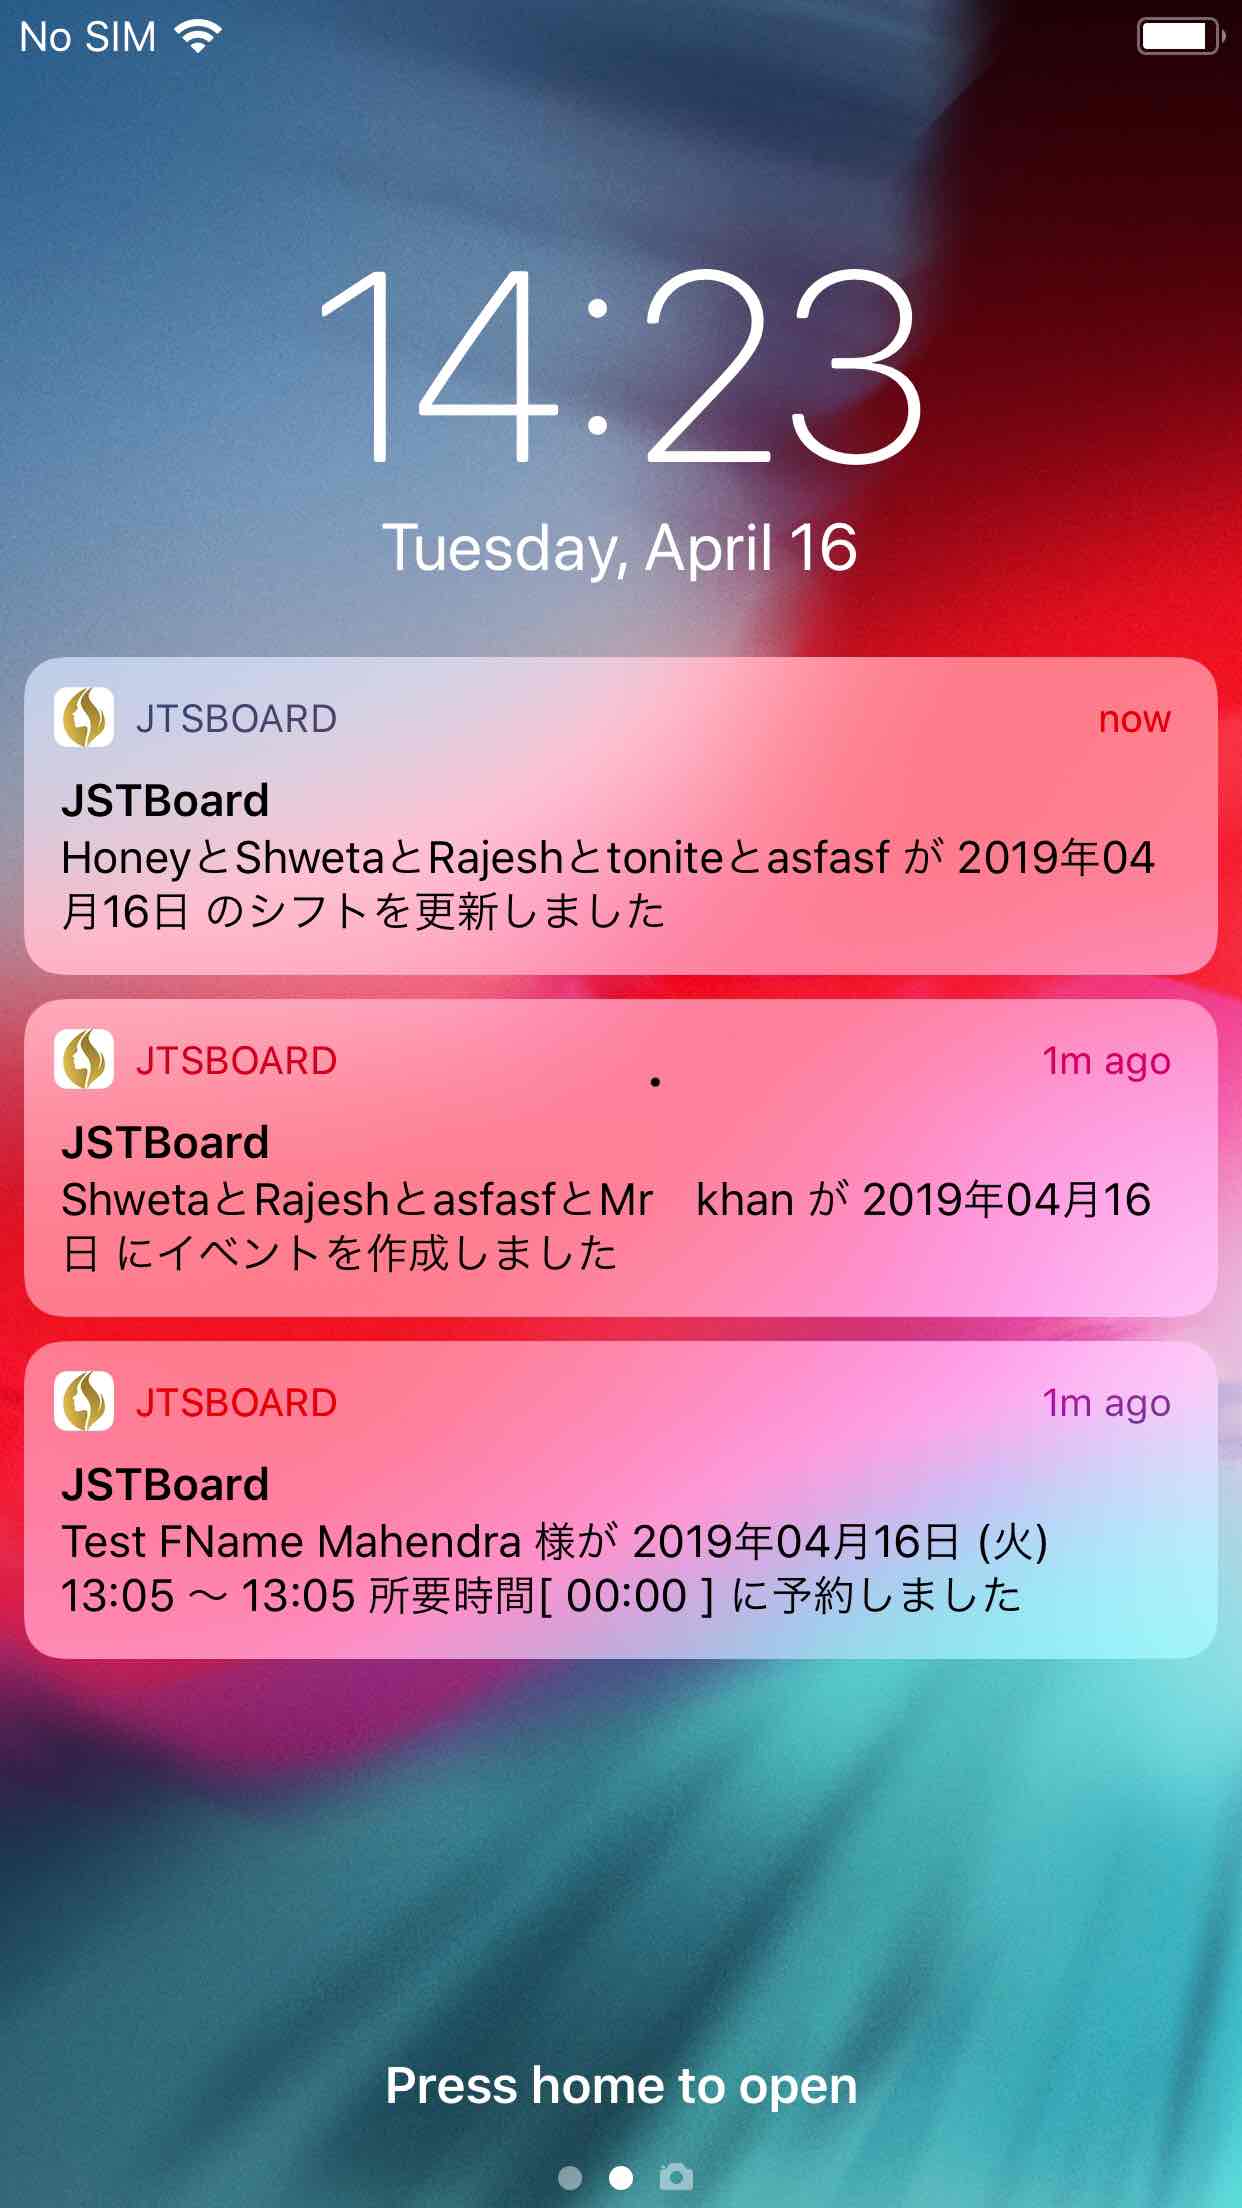 No SIM
14:23
Tuesday, April 16
JTSBOARD
now
JSTBoard
HoneyとShwetaとRajeshとtoniteとasfasf が 2019年04
月16日 のシフトを更新しました
JTSBOARD
1m ago
JSTBoard
ShwetaとRajeshとasfasfとMr　khan が 2019年04月16
日 にイベントを作成しました
JTSBOARD
1m ago
JSTBoard
Test FName Mahendra 様が 2019年04月16日 (火)
13:05 〜 13:05 所要時間[ 00:00 ] に予約しました
Press home to open